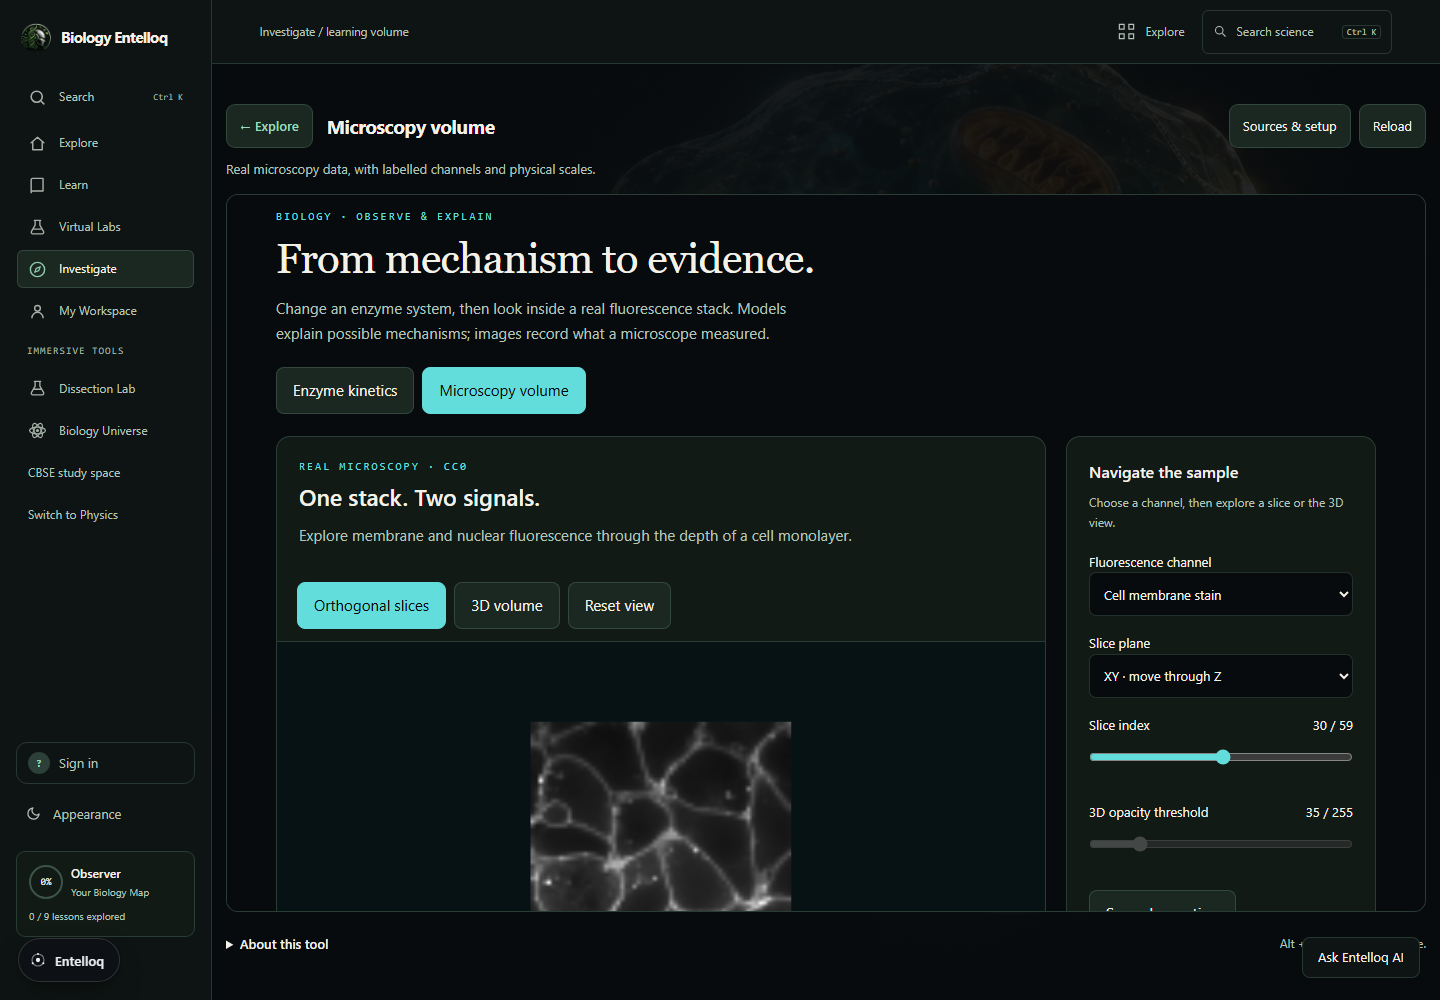 Biology Entelloq
Search Ctrl K
Explore
Learn
Virtual Labs
Investigate
My Workspace
IMMERSIVE TOOLS
Dissection Lab
Biology Universe
CBSE study space
Switch to Physics
? Sign in
Appearance
0% Observer
Your Biology Map
0 / 9 lessons explored
Entelloq
Investigate / learning volume
Explore
Search science Ctrl K
← Explore
Microscopy volume
Sources & setup
Reload
Real microscopy data, with labelled channels and physical scales.
BIOLOGY · OBSERVE & EXPLAIN
From mechanism to evidence.
Change an enzyme system, then look inside a real fluorescence stack. Models
explain possible mechanisms; images record what a microscope measured.
Enzyme kinetics
Microscopy volume
REAL MICROSCOPY · CC0
One stack. Two signals.
Explore membrane and nuclear fluorescence through the depth of a cell monolayer.
Orthogonal slices
3D volume
Reset view
Navigate the sample
Choose a channel, then explore a slice or the 3D
view.
Fluorescence channel
Cell membrane stain
Slice plane
XY · move through Z
Slice index 30 / 59
3D opacity threshold 35 / 255
▶ About this tool
Alt +
Ask Entelloq AI